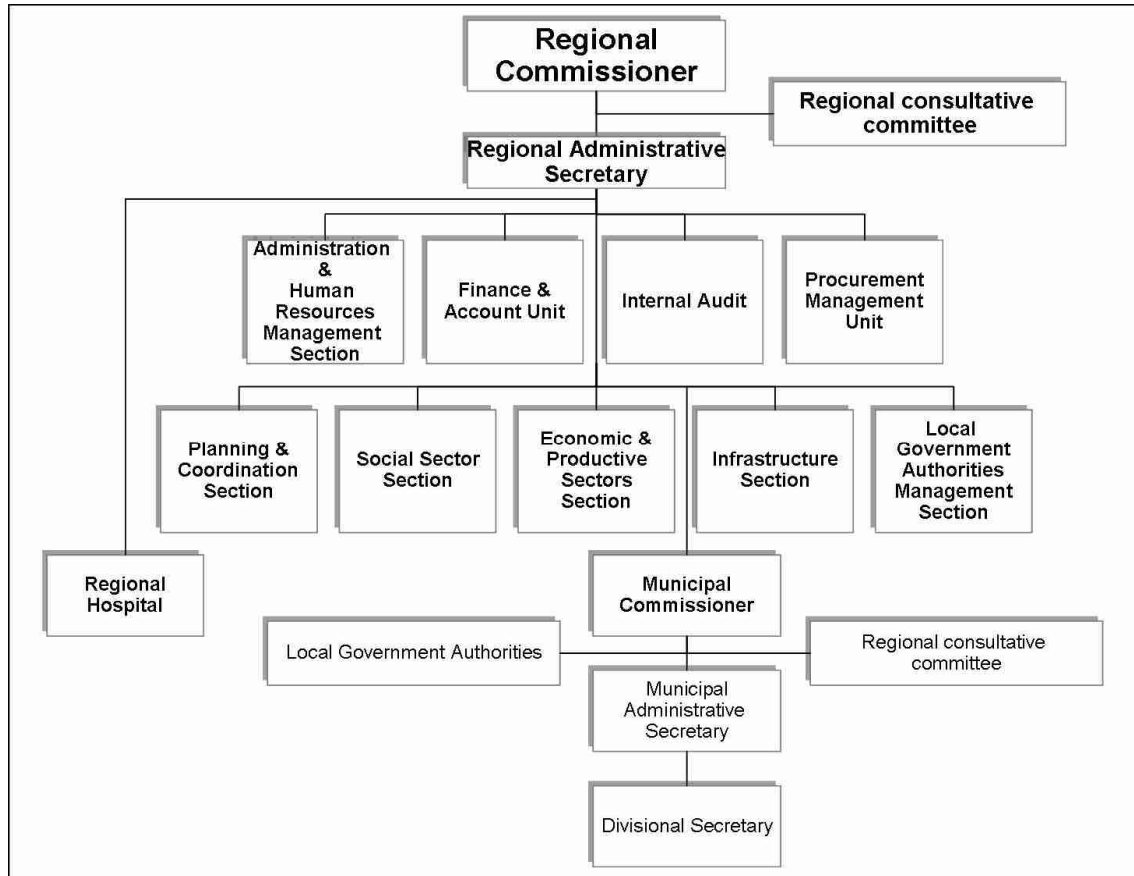 Regional
Commissioner
Regional consultative
committee
Regional Administrative
Secretary
Administration
&
Human
Resources
Management
Section
Finance &
Account Unit
Internal Audit
Procurement
Management
Unit
Planning &
Coordination
Section
Social Sector
Section
Economic &
Productive
Sectors
Section
Infrastructure
Section
Local
Government
Authorities
Management
Section
Regional
Hospital
Municipal
Commissioner
Local Government Authorities
Regional consultative
committee
Municipal
Administrative
Secretary
Divisional Secretary